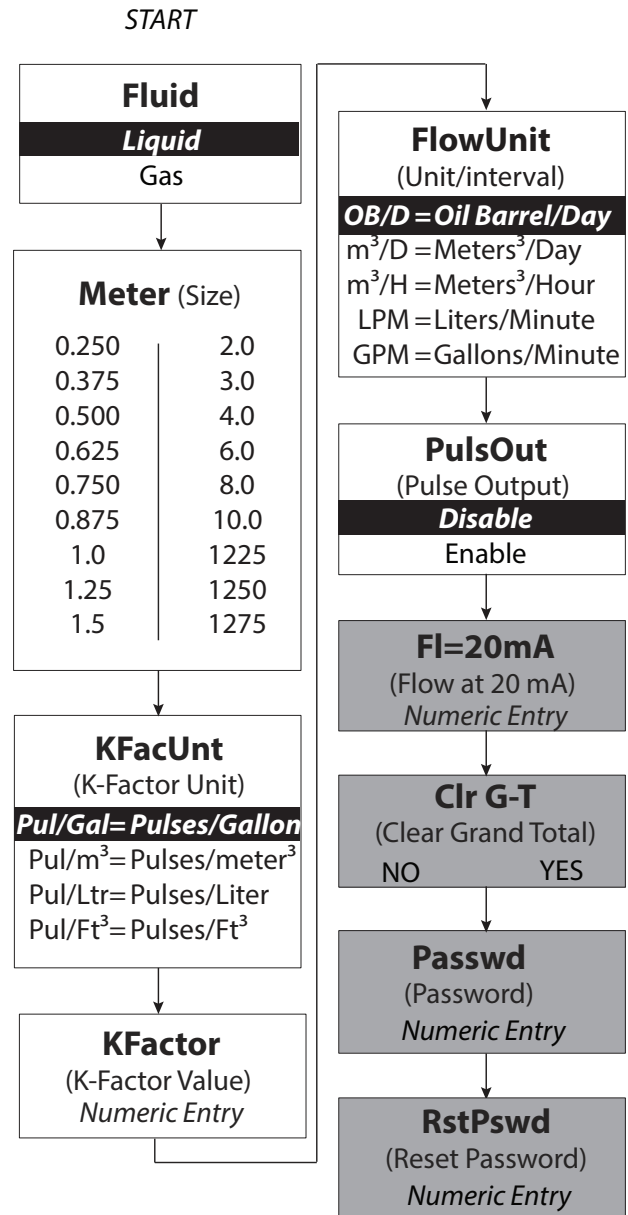 START
Fluid
Liquid
Gas
Meter (Size)
0.250 2.0
0.375 3.0
0.500 4.0
0.625 6.0
0.750 8.0
0.875 10.0
1.0 1225
1.25 1250
1.5 1275
KFacUnt
(K-Factor Unit)
Pul/Gal= Pulses/Gallon
Pul/m³= Pulses/meter³
Pul/Ltr= Pulses/Liter
Pul/Ft³= Pulses/Ft³
KFactor
(K-Factor Value)
Numeric Entry
FlowUnit
(Unit/interval)
OB/D = Oil Barrel/Day
m³/D = Meters³/Day
m³/H = Meters³/Hour
LPM = Liters/Minute
GPM = Gallons/Minute
PulsOut
(Pulse Output)
Disable
Enable
Fl=20mA
(Flow at 20 mA)
Numeric Entry
Clr G-T
(Clear Grand Total)
NO YES
Passwd
(Password)
Numeric Entry
RstPswd
(Reset Password)
Numeric Entry